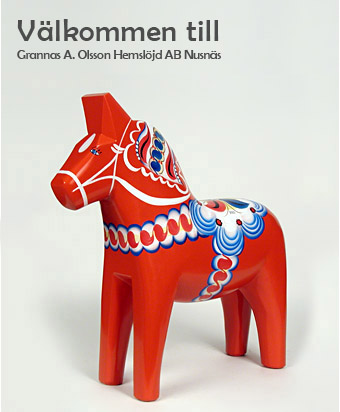 Välkommen till
Grannas A. Olsson Hemslöjd AB Nusnäs